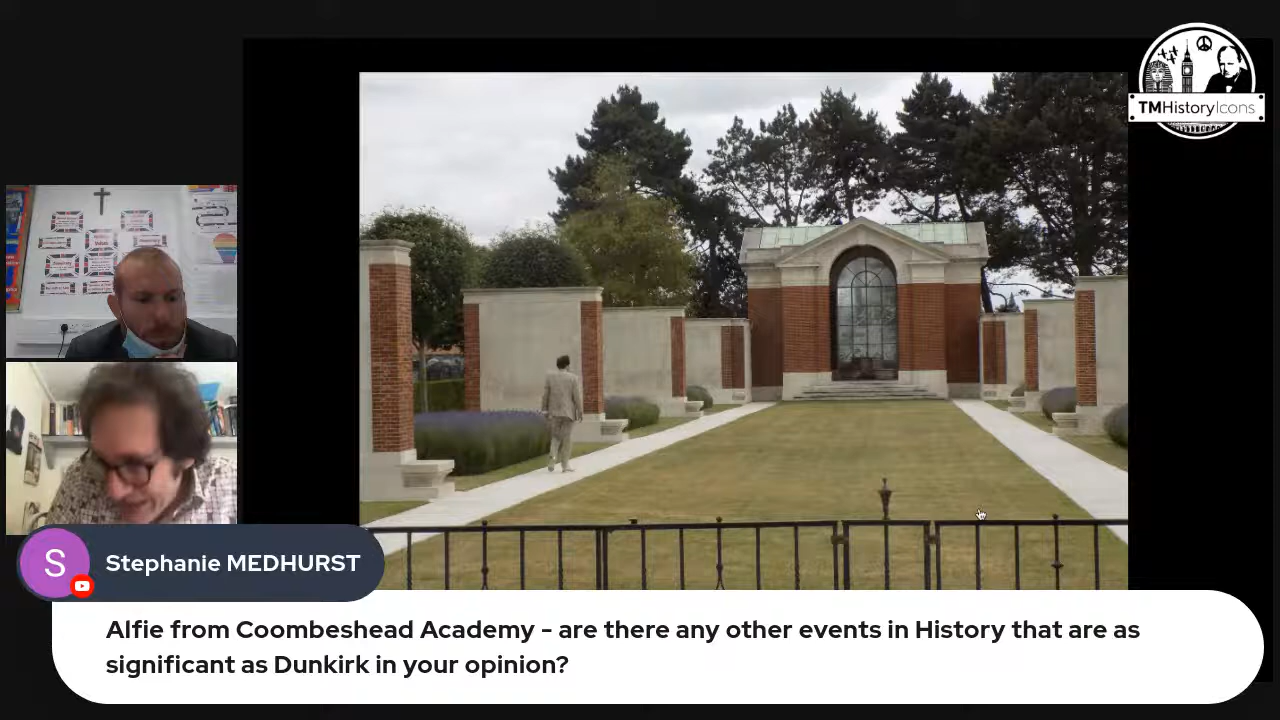 TMHistoryIcons
S
Stephanie MEDHURST
Alfie from Coombeshead Academy - are there any other events in History that are as
significant as Dunkirk in your opinion?